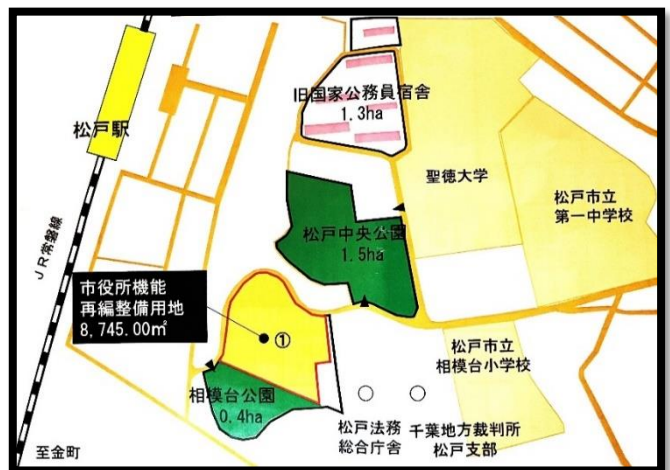 旧国家公務員宿舎
1.3ha
松戸駅
聖徳大学
松戸市立
第一中学校
松戸中央公園
1.5ha
JR常磐線
市役所機能
再編整備用地
8,745.00㎡
①
松戸市立
相模台小学校
相模台公園
0.4ha
松戸法務
総合庁舎
千葉地方裁判所
松戸支部
至金町